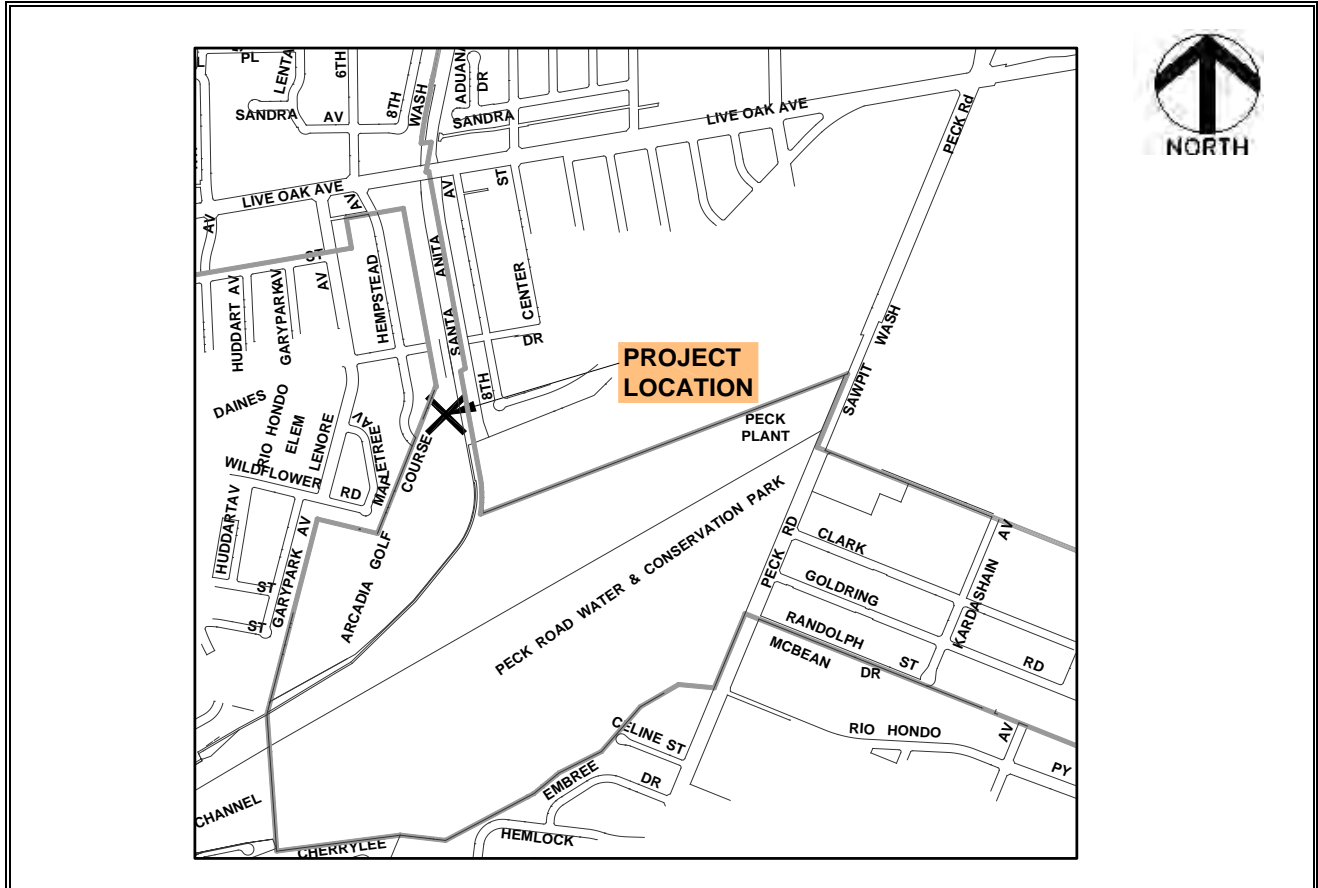 PL
LENTA
6TH
8TH
WASH
ADUANA
DR
SANDRA
AV
SANDRA
LIVE OAK AVE
PECK Rd
NORTH
LIVE OAK AVE
AV
AV
AV
ST
ST
AV
HUDDART AV
GARYPARK AV
HEMPSTEAD
SANTA
ANITA
CENTER
DR
8TH
PROJECT
LOCATION
WASH
SAWPIT
PECK
PLANT
DAINES
RIO HONDO
ELEM
LENORE
AV
MAPLETREE
WILDFLOWER
RD
COURSE
HUDDART AV
GARYPARK AV
ST
ST
ARCADIA GOLF
PECK ROAD WATER & CONSERVATION PARK
PECK RD
CLARK
AV
GOLDRING
KARDASHAIN
RANDOLPH
ST
RD
MCBEAN
DR
RIO HONDO
AV
PY
CELINE ST
EMBREE
DR
HEMLOCK
CHANNEL
CHERRYLEE